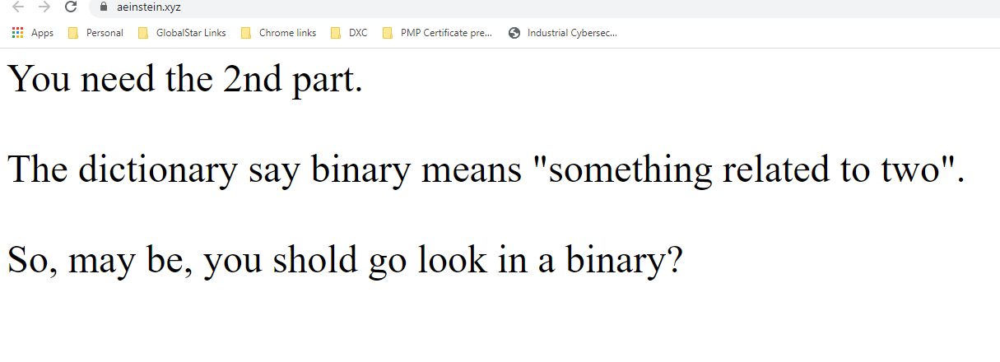 aeinstein.xyz
Apps Personal GlobalStar Links Chrome links DXC PMP Certificate pre... Industrial Cybersec...
You need the 2nd part.
The dictionary say binary means "something related to two".
So, may be, you shold go look in a binary?